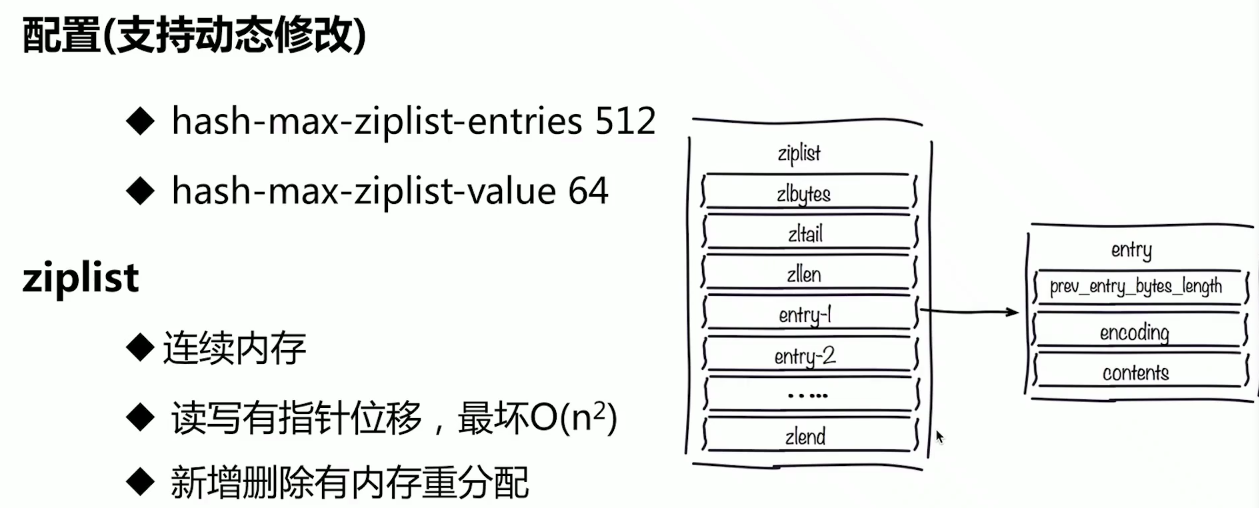 配置(支持动态修改)
◆ hash-max-ziplist-entries 512
◆ hash-max-ziplist-value 64
ziplist
◆ 连续内存
◆ 读写有指针位移，最坏O(n²)
◆ 新增删除有内存重分配
ziplist
zlbytes
zltail
zllen
entry-1
entry-2
•••••
zlend
entry
prev_entry_bytes_length
encoding
contents